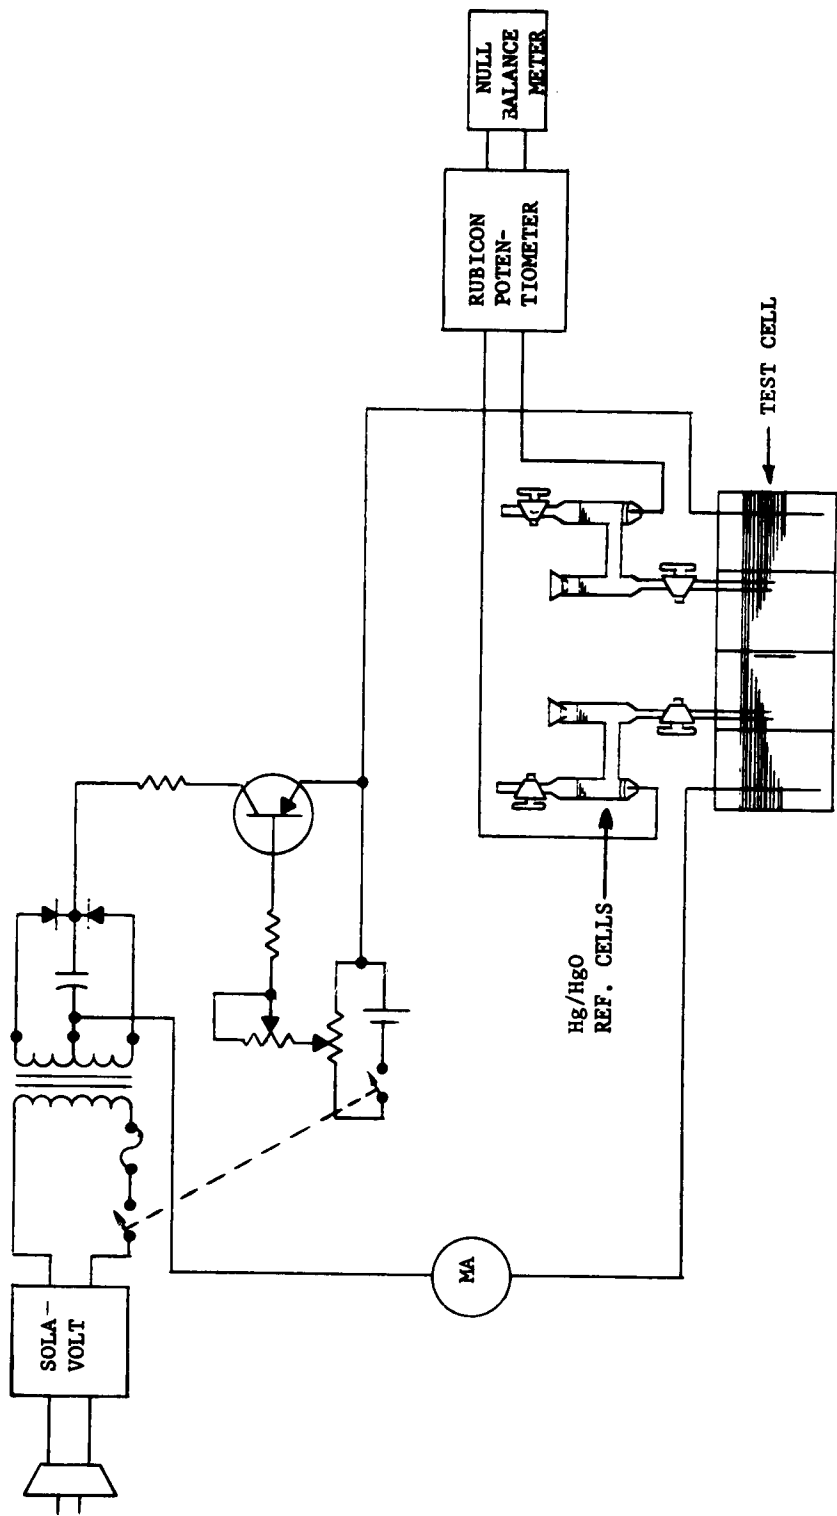 SOLA-
VOLT
MA
Hg/HgO
REF. CELLS
TEST CELL
RUBICON
POTEN-
TIOMETER
NULL
BALANCE
METER